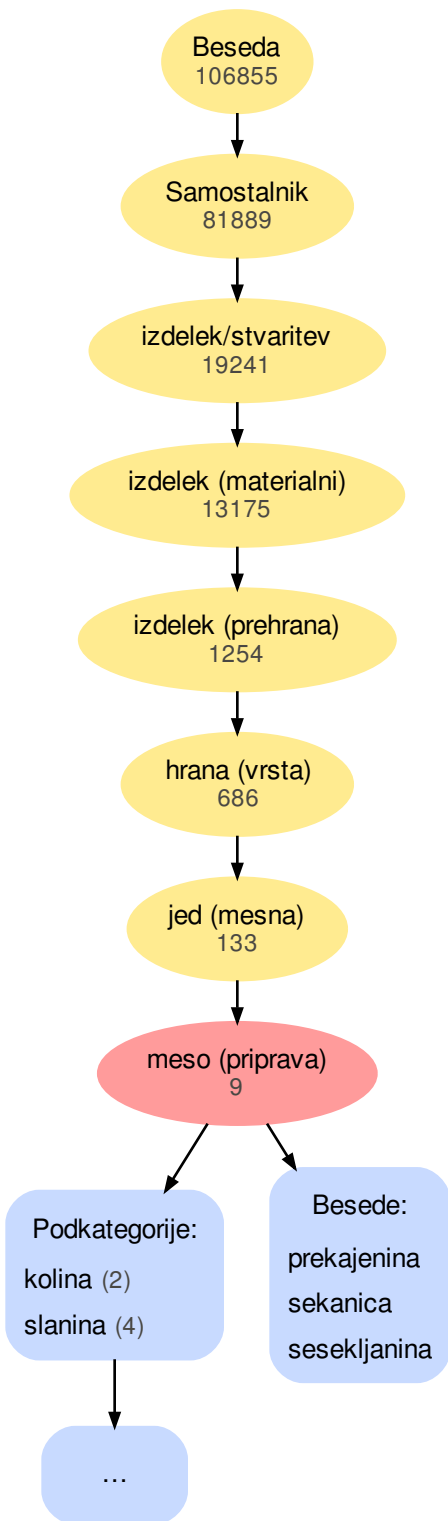 Beseda
106855
Samostalnik
81889
izdelek/stvaritev
19241
izdelek (materialni)
13175
izdelek (prehrana)
1254
hrana (vrsta)
686
jed (mesna)
133
meso (priprava)
9
Podkategorije:
kolina (2)
slanina (4)
Besede:
prekajenina
sekanica
sesekljanina
...